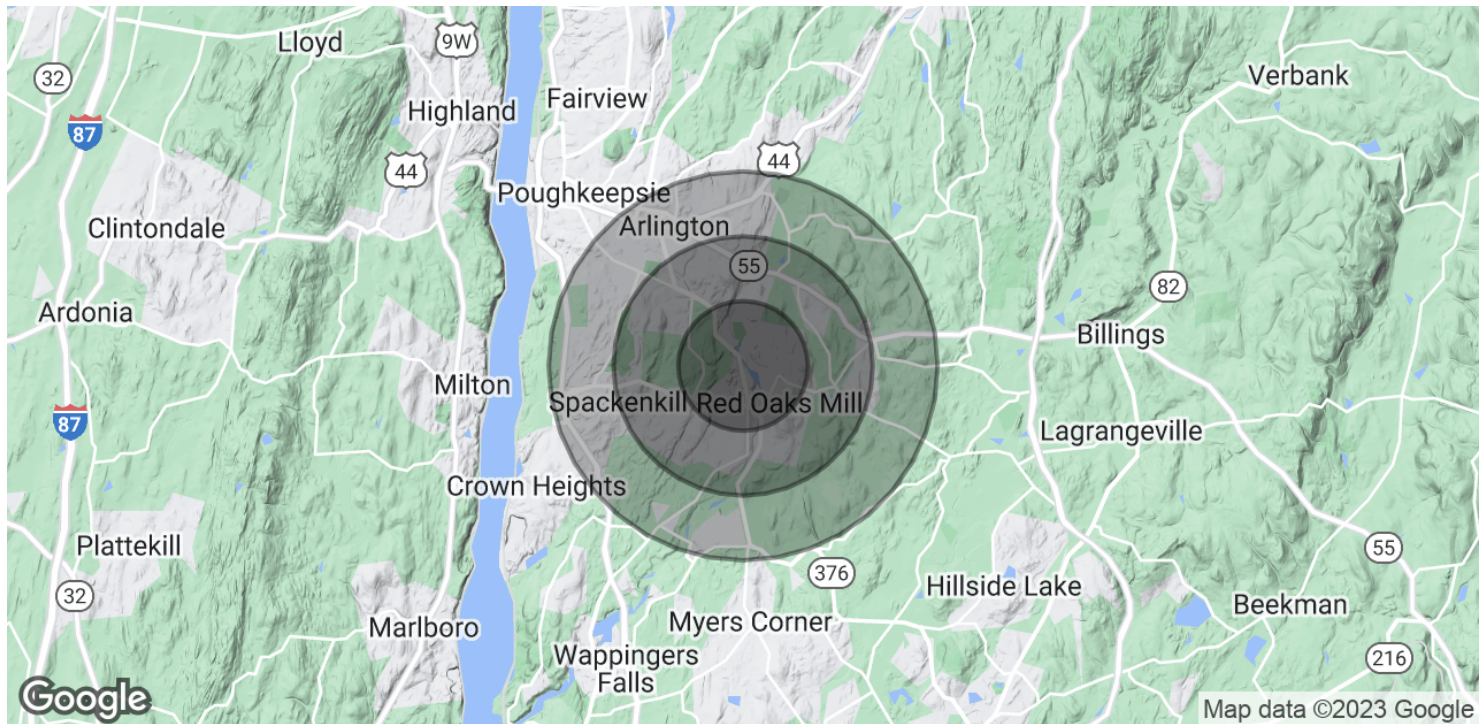 Lloyd
9W
32
Verbank
Fairview
Highland
87
44
44
Poughkeepsie
Arlington
Clintondale
55
82
Ardonia
Billings
Milton
Spackenkill
Red Oaks Mill
87
Lagrangeville
Crown Heights
Plattekill
55
376
32
Hillside Lake
Beekman
Marlboro
Myers Corner
Wappingers
Falls
216
Google
Map data ©2023 Google